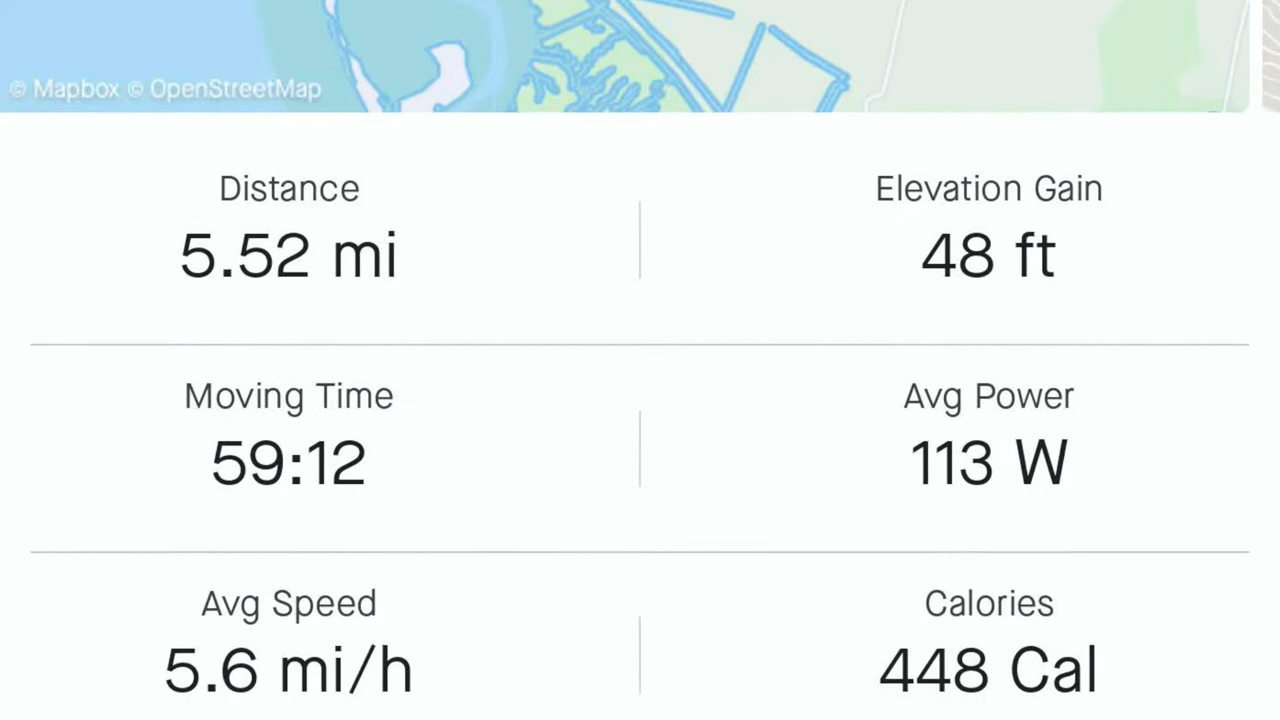 © Mapbox © OpenStreetMap
Distance
5.52 mi
Elevation Gain
48 ft
Moving Time
59:12
Avg Power
113 W
Avg Speed
5.6 mi/h
Calories
448 Cal